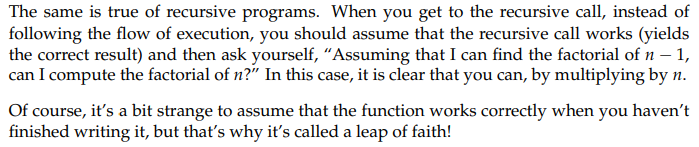 The same is true of recursive programs. When you get to the recursive call, instead of
following the flow of execution, you should assume that the recursive call works (yields
the correct result) and then ask yourself, “Assuming that I can find the factorial of n − 1,
can I compute the factorial of n?” In this case, it is clear that you can, by multiplying by n.
Of course, it’s a bit strange to assume that the function works correctly when you haven’t
finished writing it, but that’s why it’s called a leap of faith!